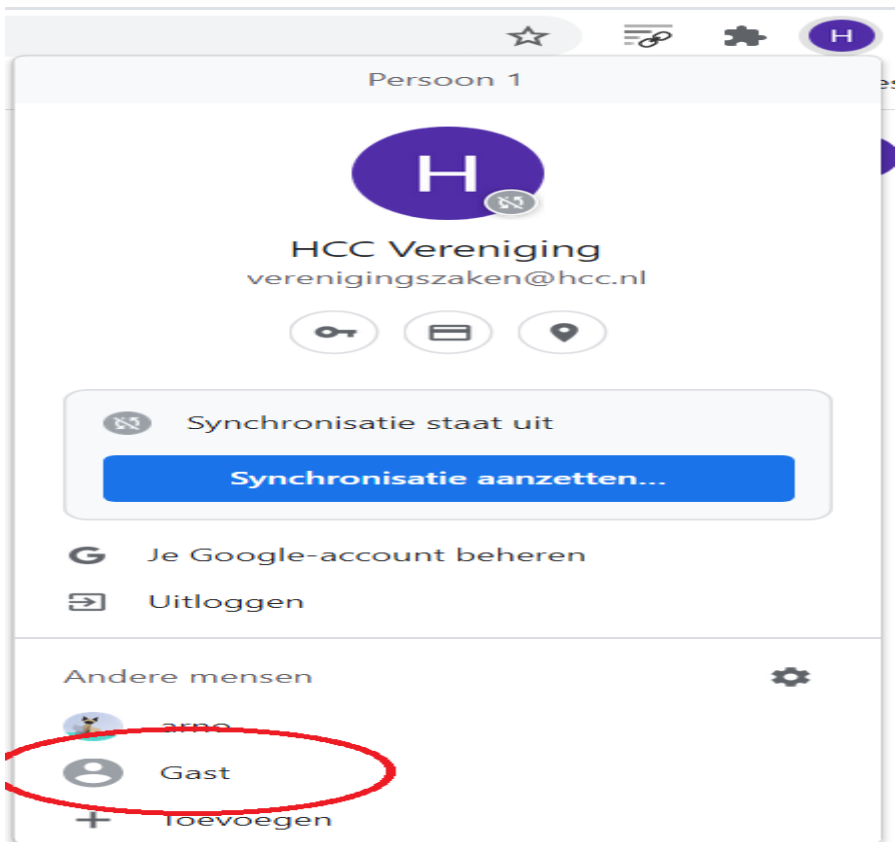 H
Persoon 1
H
HCC Vereniging
verenigingszaken@hcc.nl
Synchronisatie staat uit
Synchronisatie aanzetten...
G Je Google-account beheren
Uitloggen
Andere mensen
arno
Gast
Toevoegen